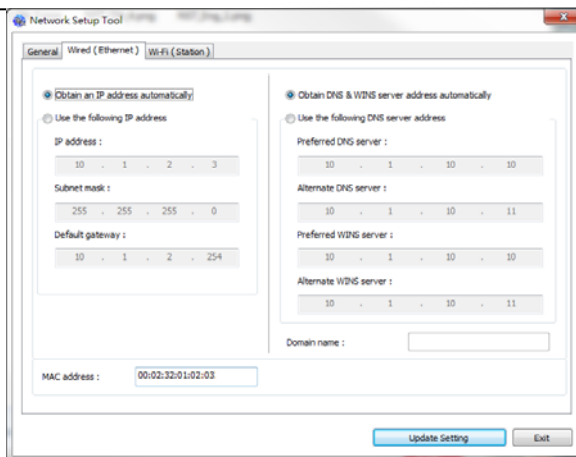 Network Setup Tool
General
Wired ( Ethernet )
Wi-Fi ( Station )
Obtain an IP address automatically
Use the following IP address
IP address :
10 . 1 . 2 . 3
Subnet mask :
255 . 255 . 255 . 0
Default gateway :
10 . 1 . 2 . 254
Obtain DNS & WINS server address automatically
Use the following DNS server address
Preferred DNS server :
10 . 1 . 10 . 10
Alternate DNS server :
10 . 1 . 10 . 11
Preferred WINS server :
10 . 1 . 10 . 10
Alternate WINS server :
10 . 1 . 10 . 11
Domain name :
MAC address :
00:02:32:01:02:03
Update Setting
Exit